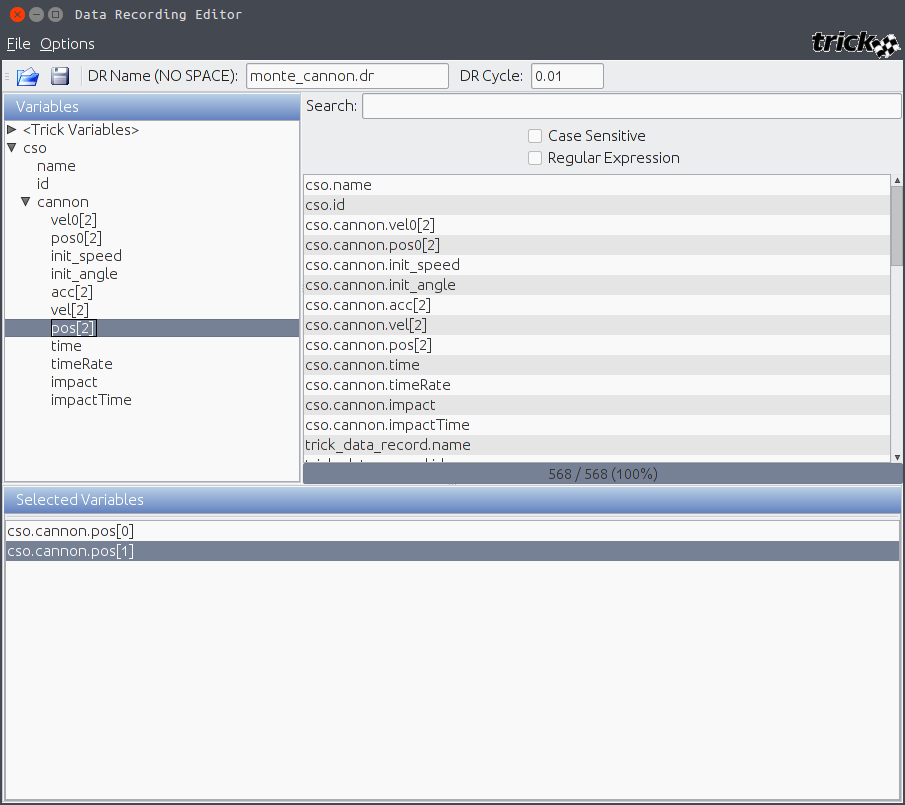 Data Recording Editor
File Options
trick
DR Name (NO SPACE): monte_cannon.dr DR Cycle: 0.01
Variables
<Trick Variables>
cso
name
id
cannon
vel0[2]
pos0[2]
init_speed
init_angle
acc[2]
vel[2]
pos[2]
time
timeRate
impact
impactTime
Search:
Case Sensitive
Regular Expression
cso.name
cso.id
cso.cannon.vel0[2]
cso.cannon.pos0[2]
cso.cannon.init_speed
cso.cannon.init_angle
cso.cannon.acc[2]
cso.cannon.vel[2]
cso.cannon.pos[2]
cso.cannon.time
cso.cannon.timeRate
cso.cannon.impact
cso.cannon.impactTime
trick_data_record.name
568 / 568 (100%)
Selected Variables
cso.cannon.pos[0]
cso.cannon.pos[1]